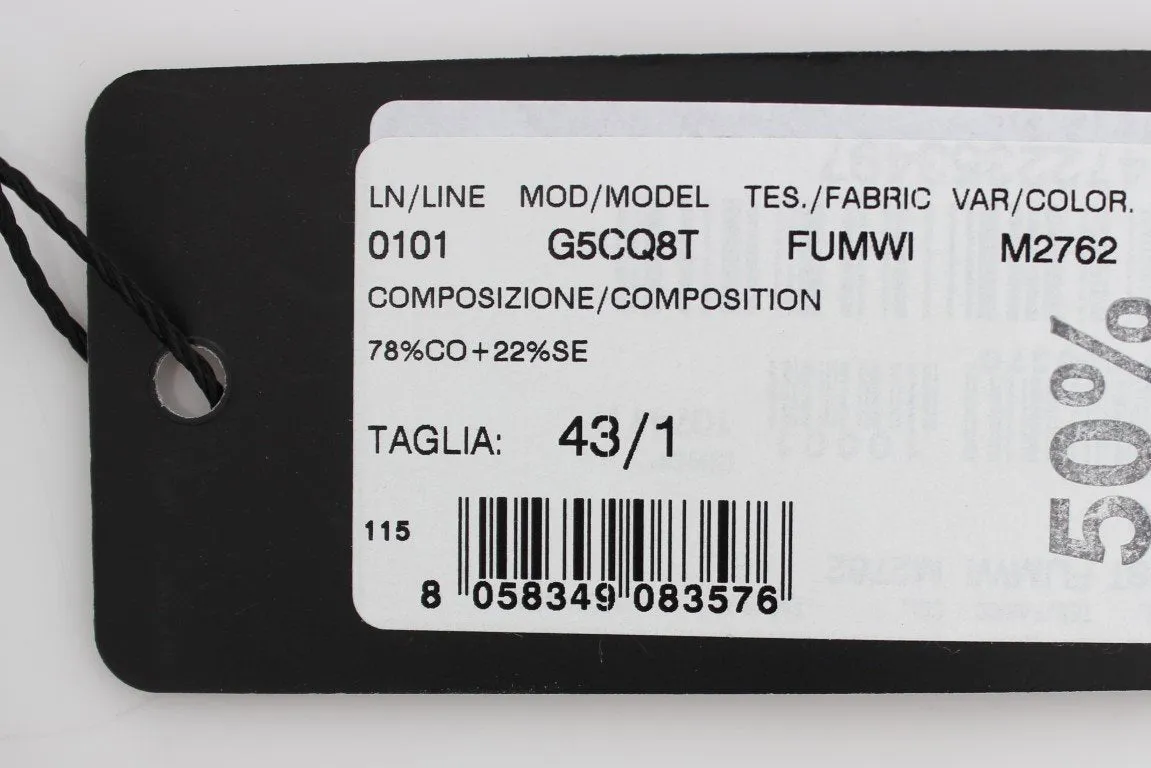 LN/LINE MOD/MODEL TES./FABRIC VAR/COLOR.
0101 G5CQ8T FUMWI M2762
COMPOSIZIONE/COMPOSITION
78%CO+22%SE
TAGLIA: 43/1
115
8 058349 083576
50%